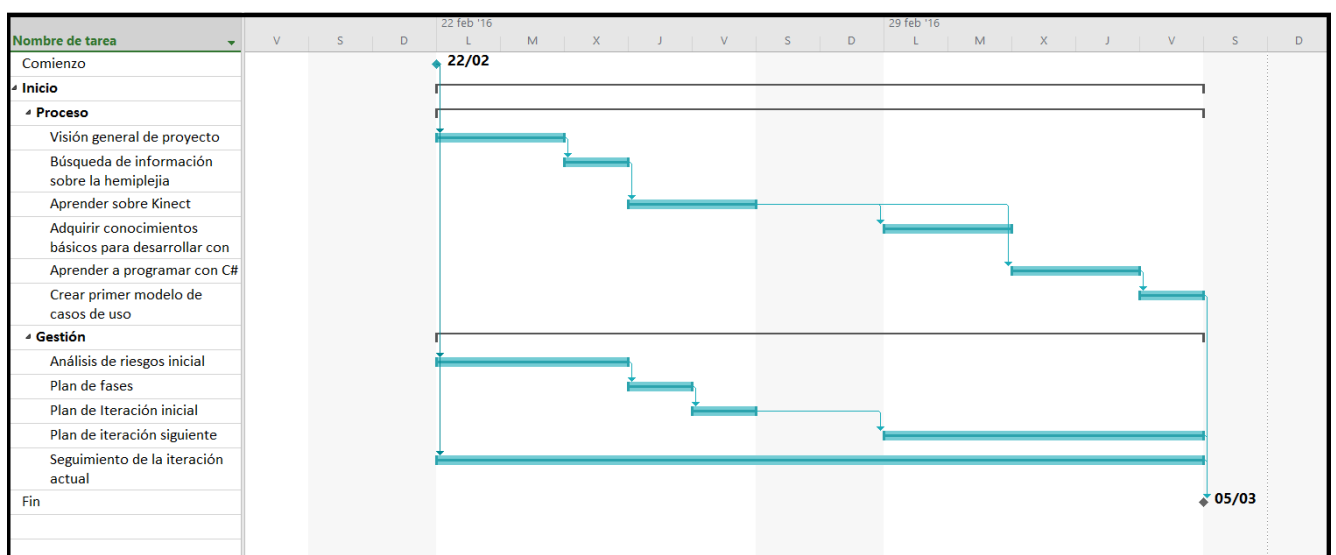 22 feb '16 29 feb '16
Nombre de tarea V S D L M X J V S D L M X J V S D
Comienzo 22/02
Inicio
Proceso
Visión general de proyecto
Búsqueda de información
sobre la hemiplejia
Aprender sobre Kinect
Adquirir conocimientos
básicos para desarrollar con
Aprender a programar con C#
Crear primer modelo de
casos de uso
Gestión
Análisis de riesgos inicial
Plan de fases
Plan de Iteración inicial
Plan de iteración siguiente
Seguimiento de la iteración
actual
Fin 05/03